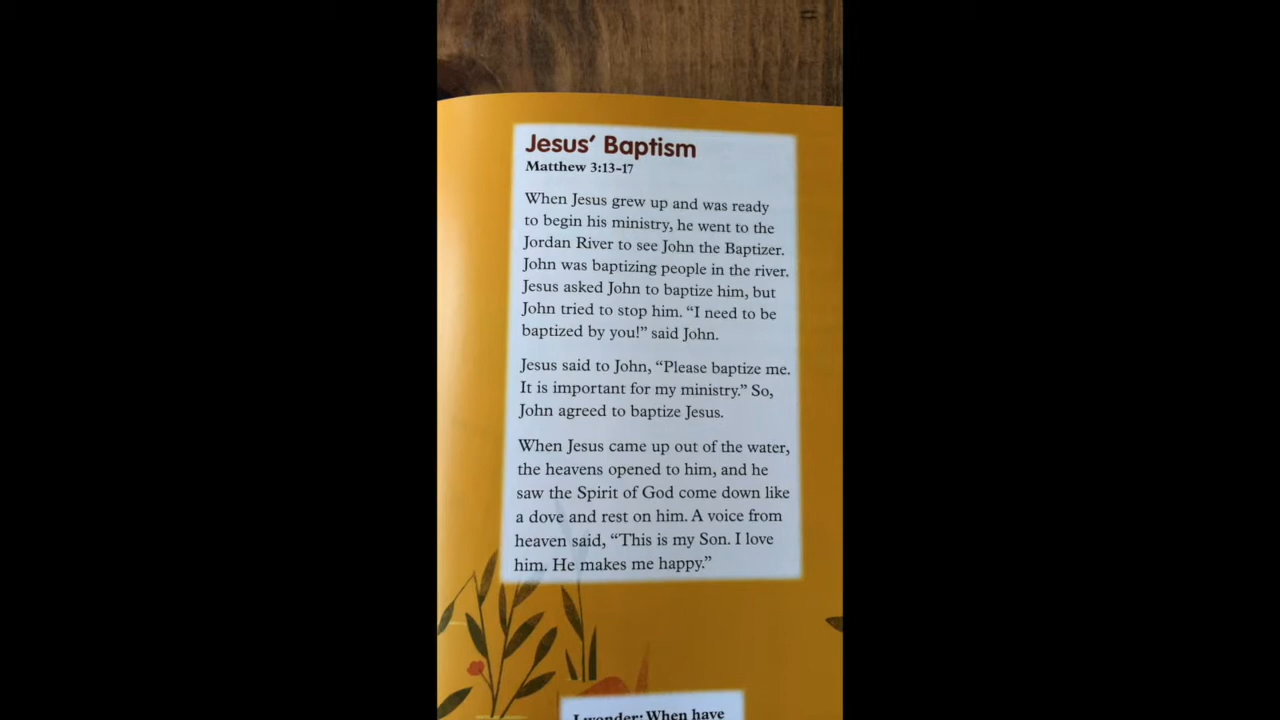 Jesus’ Baptism
Matthew 3:13-17
When Jesus grew up and was ready
to begin his ministry, he went to the
Jordan River to see John the Baptizer.
John was baptizing people in the river.
Jesus asked John to baptize him, but
John tried to stop him. “I need to be
baptized by you!” said John.
Jesus said to John, “Please baptize me.
It is important for my ministry.” So,
John agreed to baptize Jesus.
When Jesus came up out of the water,
the heavens opened to him, and he
saw the Spirit of God come down like
a dove and rest on him. A voice from
heaven said, “This is my Son. I love
him. He makes me happy.”
I wonder: When have